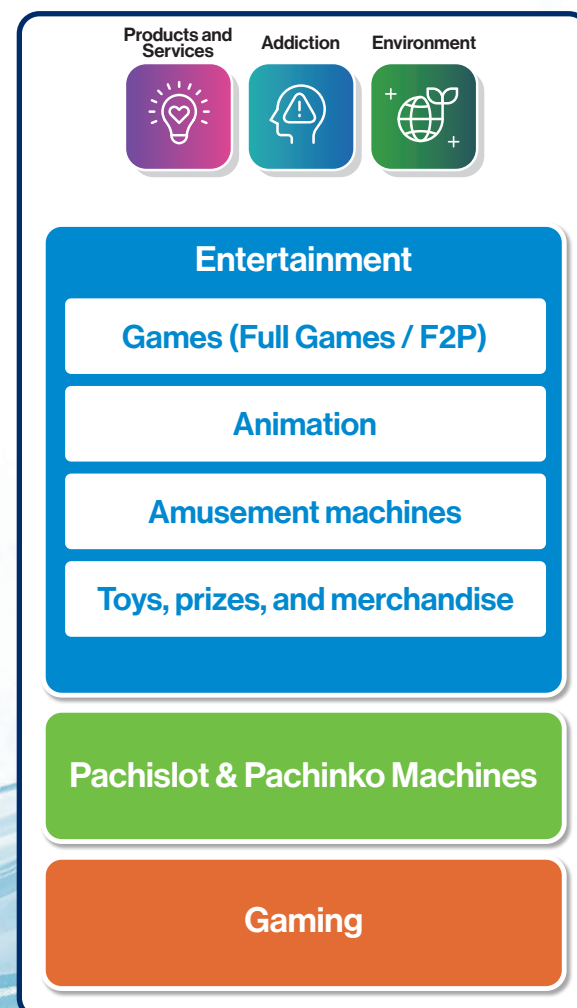 Products and
Services
Addiction
Environment
Entertainment
Games (Full Games / F2P)
Animation
Amusement machines
Toys, prizes, and merchandise
Pachislot & Pachinko Machines
Gaming